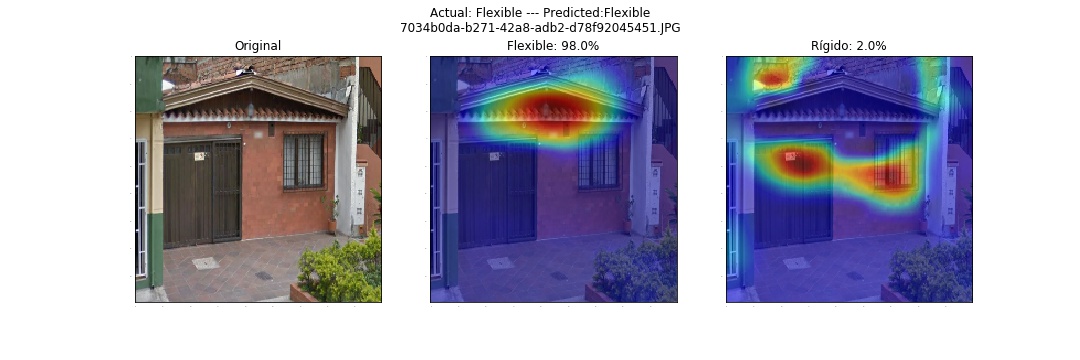 Actual: Flexible --- Predicted:Flexible
7034b0da-b271-42a8-adb2-d78f92045451.JPG
Original
Flexible: 98.0%
Rígido: 2.0%